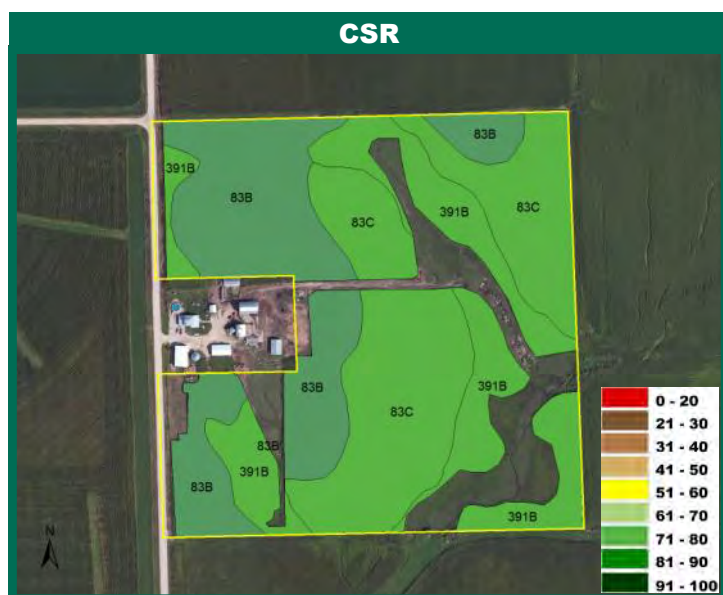 CSR
83B
391B
83B
83C
391B
83C
83B
83C
391B
83B
391B
83B
391B
N
0 - 20
21 - 30
31 - 40
41 - 50
51 - 60
61 - 70
71 - 80
81 - 90
91 - 100